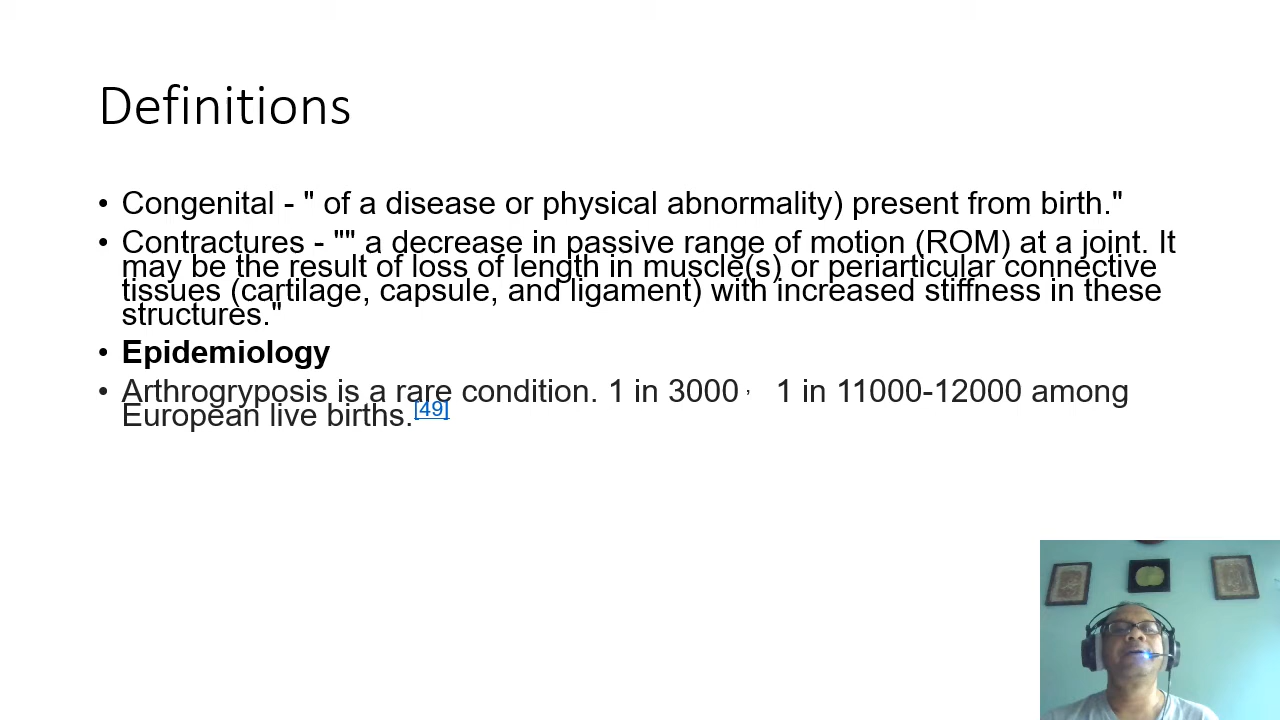 Definitions
• Congenital - " of a disease or physical abnormality) present from birth."
• Contractures - "" a decrease in passive range of motion (ROM) at a joint. It
may be the result of loss of length in muscle(s) or periarticular connective
tissues (cartilage, capsule, and ligament) with increased stiffness in these
structures."
• Epidemiology
• Arthrogryposis is a rare condition. 1 in 3000 , 1 in 11000-12000 among
European live births.[49]